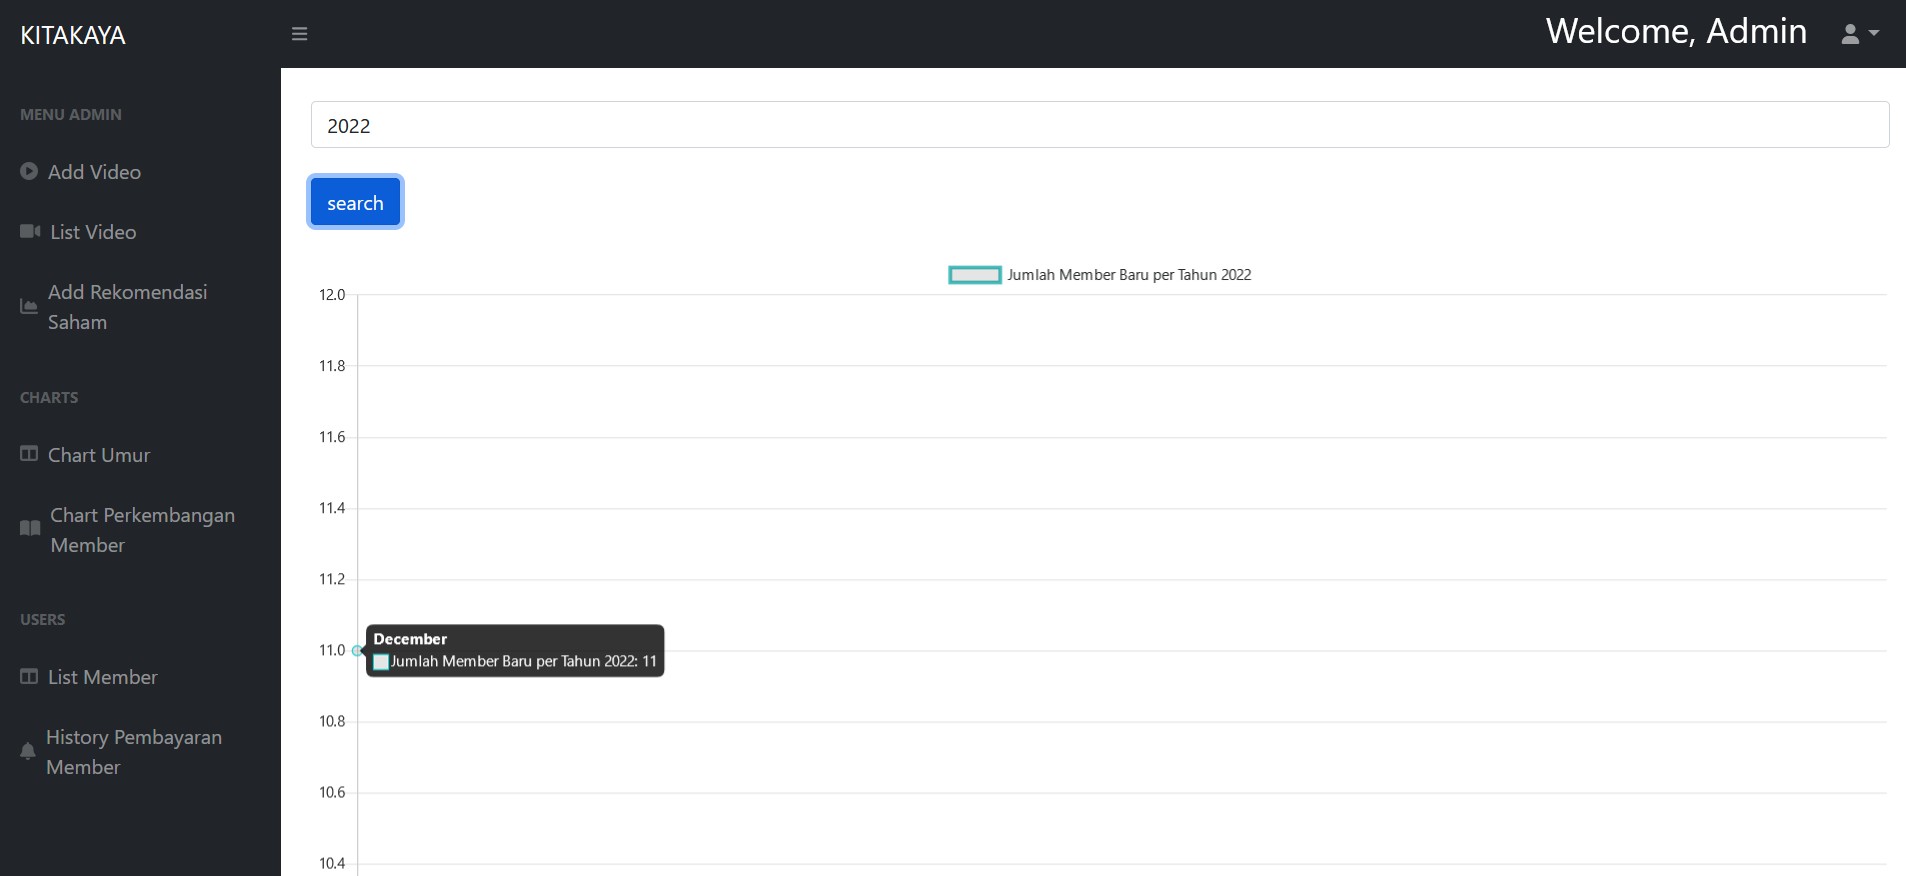 KITAKAYA
Welcome, Admin
MENU ADMIN
Add Video
List Video
Add Rekomendasi
Saham
CHARTS
Chart Umur
Chart Perkembangan
Member
USERS
List Member
History Pembayaran
Member
2022
search
Jumlah Member Baru per Tahun 2022
12.0
11.8
11.6
11.4
11.2
11.0
December
Jumlah Member Baru per Tahun 2022: 11
10.8
10.6
10.4